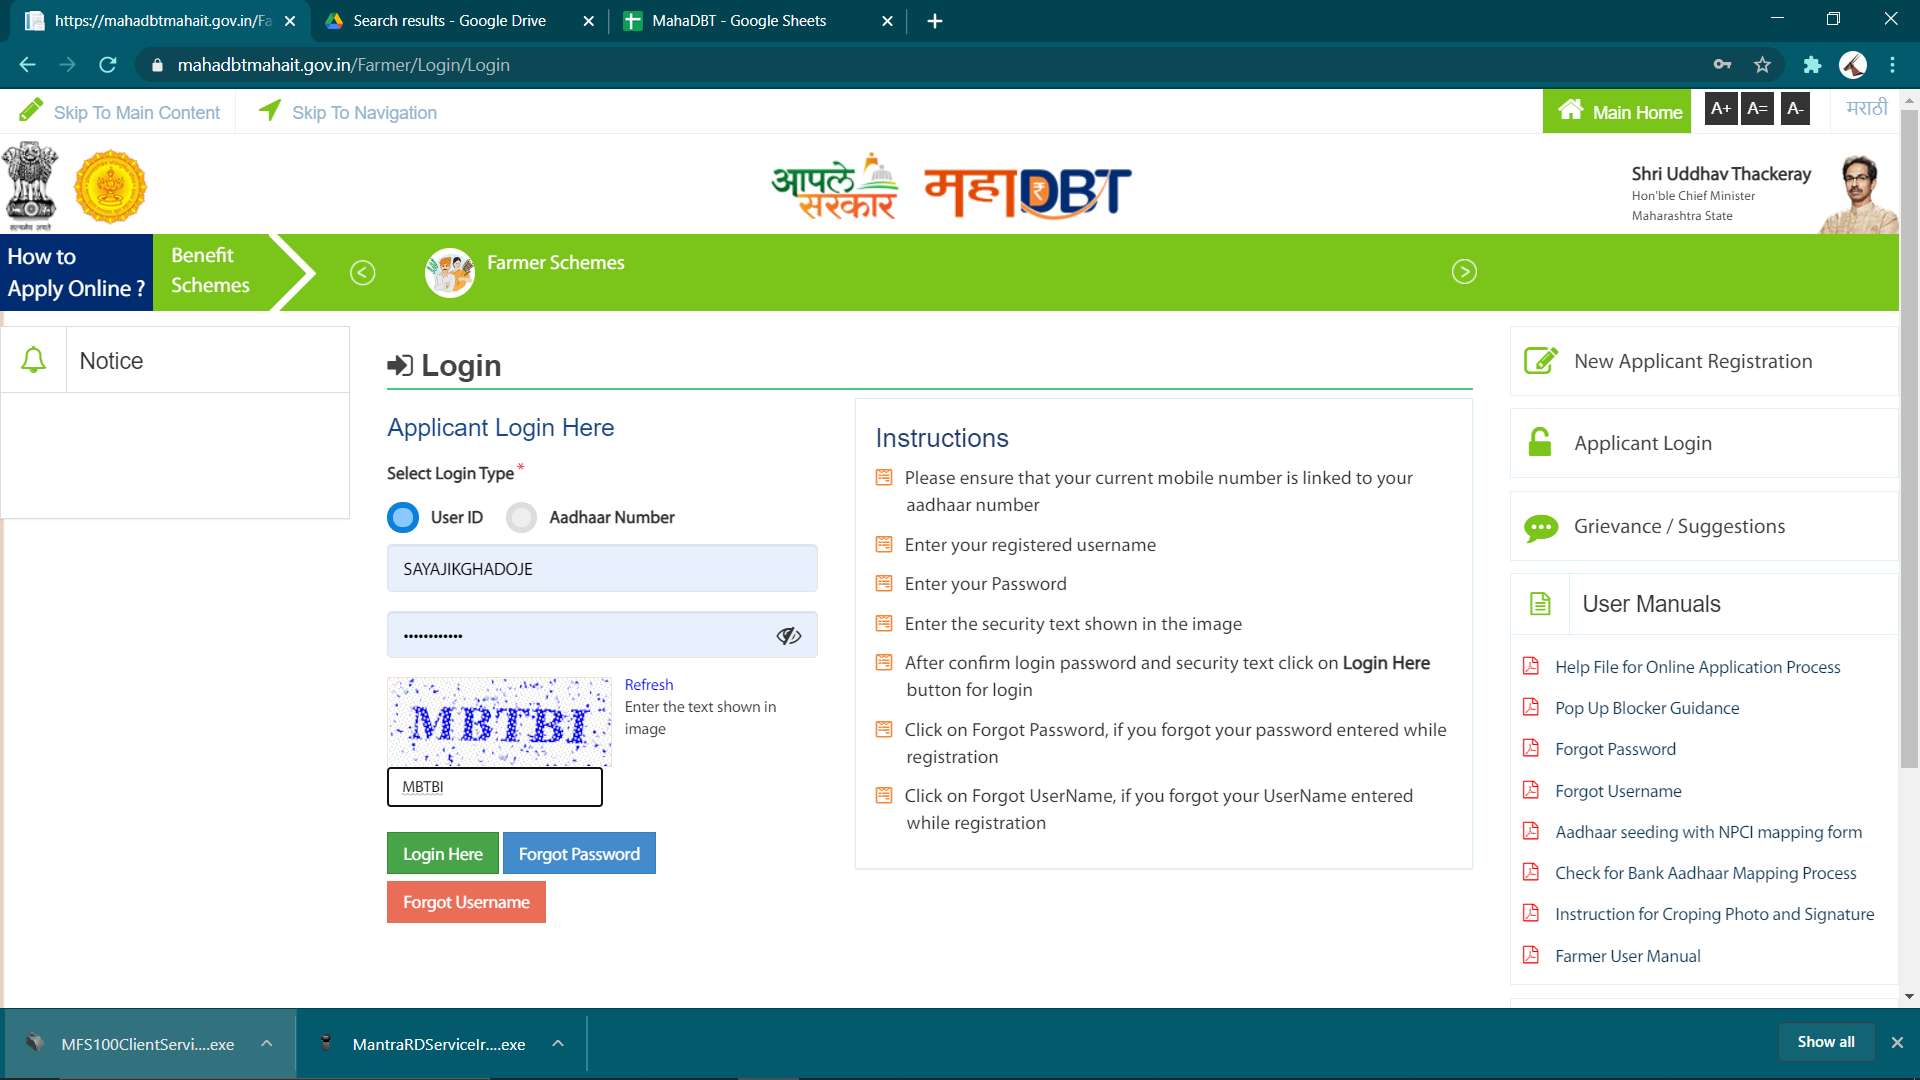 https://mahadbtmahait.gov.in/Fa
Search results - Google Drive
MahaDBT - Google Sheets
mahadbtmahait.gov.in/Farmer/Login/Login
Skip To Main Content
Skip To Navigation
Main Home
A+ A= A-
मराठी
आपले सरकार
महाDBT
Shri Uddhav Thackeray
Hon'ble Chief Minister
Maharashtra State
How to
Apply Online ?
Benefit
Schemes
Farmer Schemes
Notice
Login
Applicant Login Here
Select Login Type *
User ID
Aadhaar Number
SAYAJIKGHADOJE
••••••••••••
MBTBI
Refresh
Enter the text shown in
image
MBTBI
Login Here
Forgot Password
Forgot Username
Instructions
Please ensure that your current mobile number is linked to your
aadhaar number
Enter your registered username
Enter your Password
Enter the security text shown in the image
After confirm login password and security text click on Login Here
button for login
Click on Forgot Password, if you forgot your password entered while
registration
Click on Forgot UserName, if you forgot your UserName entered
while registration
New Applicant Registration
Applicant Login
Grievance / Suggestions
User Manuals
Help File for Online Application Process
Pop Up Blocker Guidance
Forgot Password
Forgot Username
Aadhaar seeding with NPCI mapping form
Check for Bank Aadhaar Mapping Process
Instruction for Croping Photo and Signature
Farmer User Manual
MFS100ClientServi....exe
MantraRDServiceIr....exe
Show all